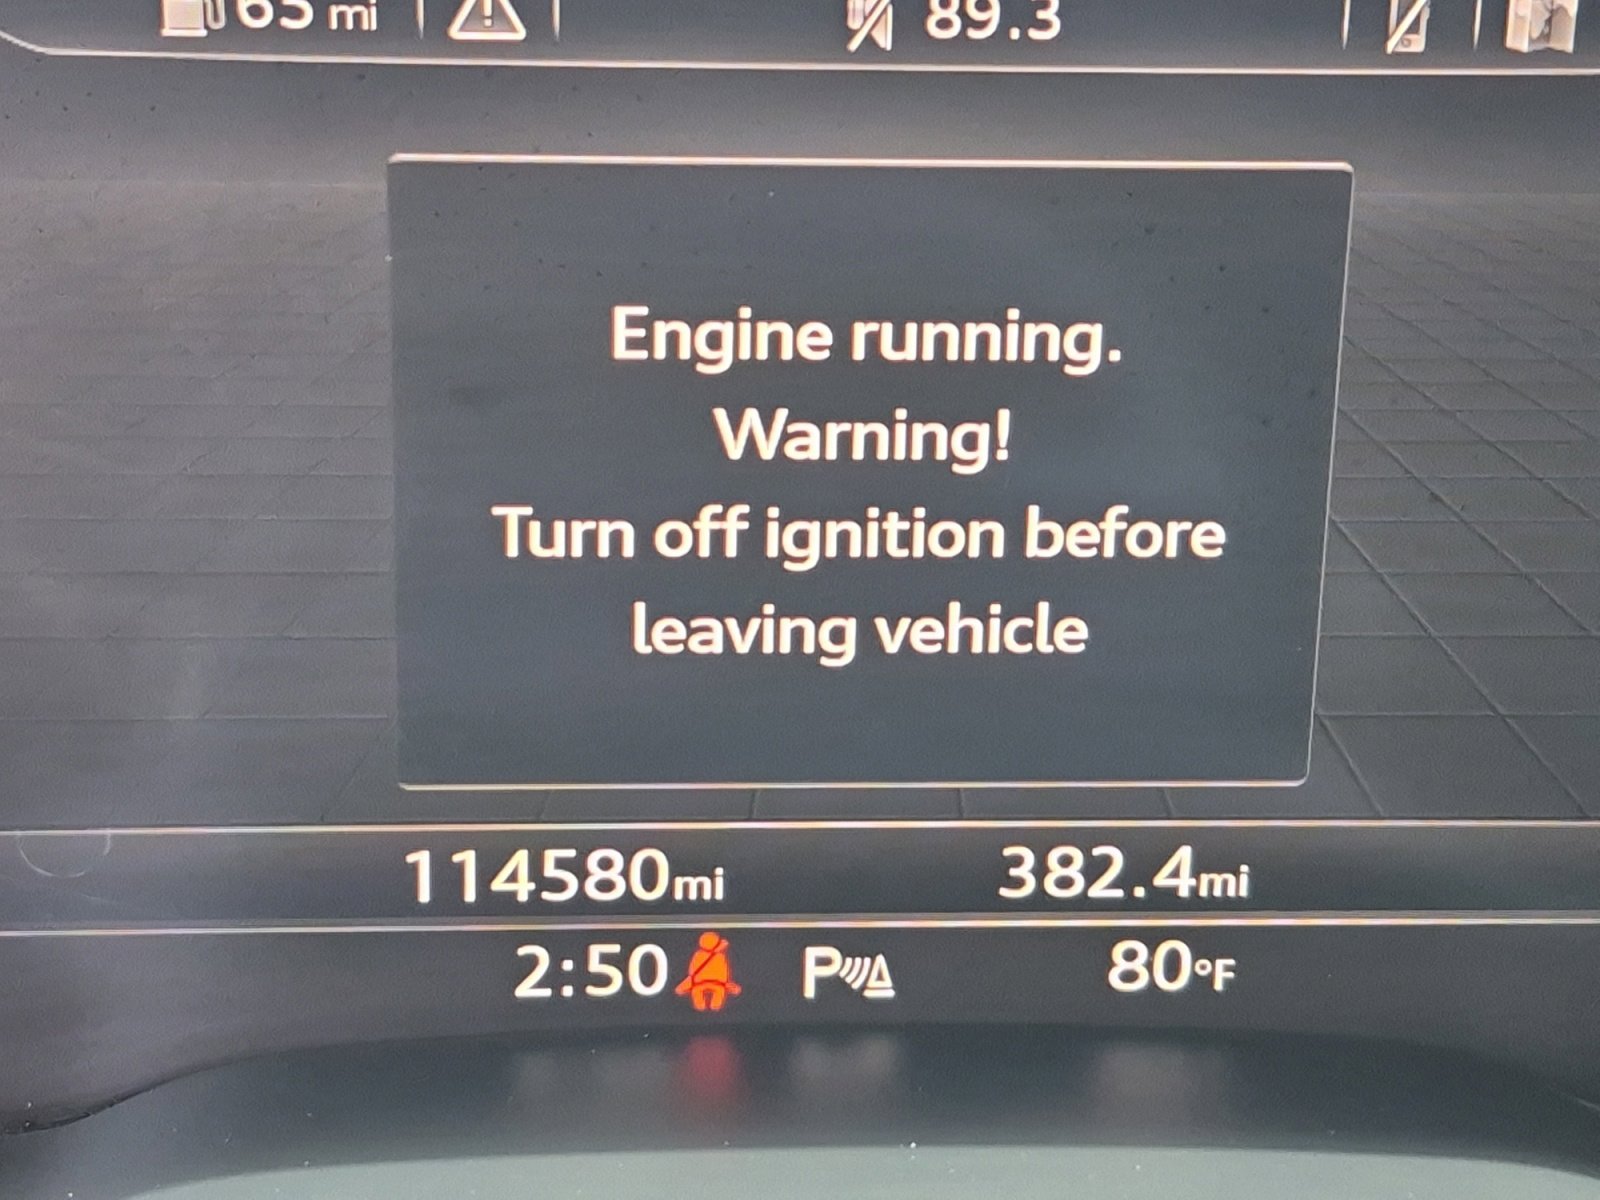 65 mi 89.3
Engine running.
Warning!
Turn off ignition before
leaving vehicle
114580mi 382.4mi
2:50 P 80°F